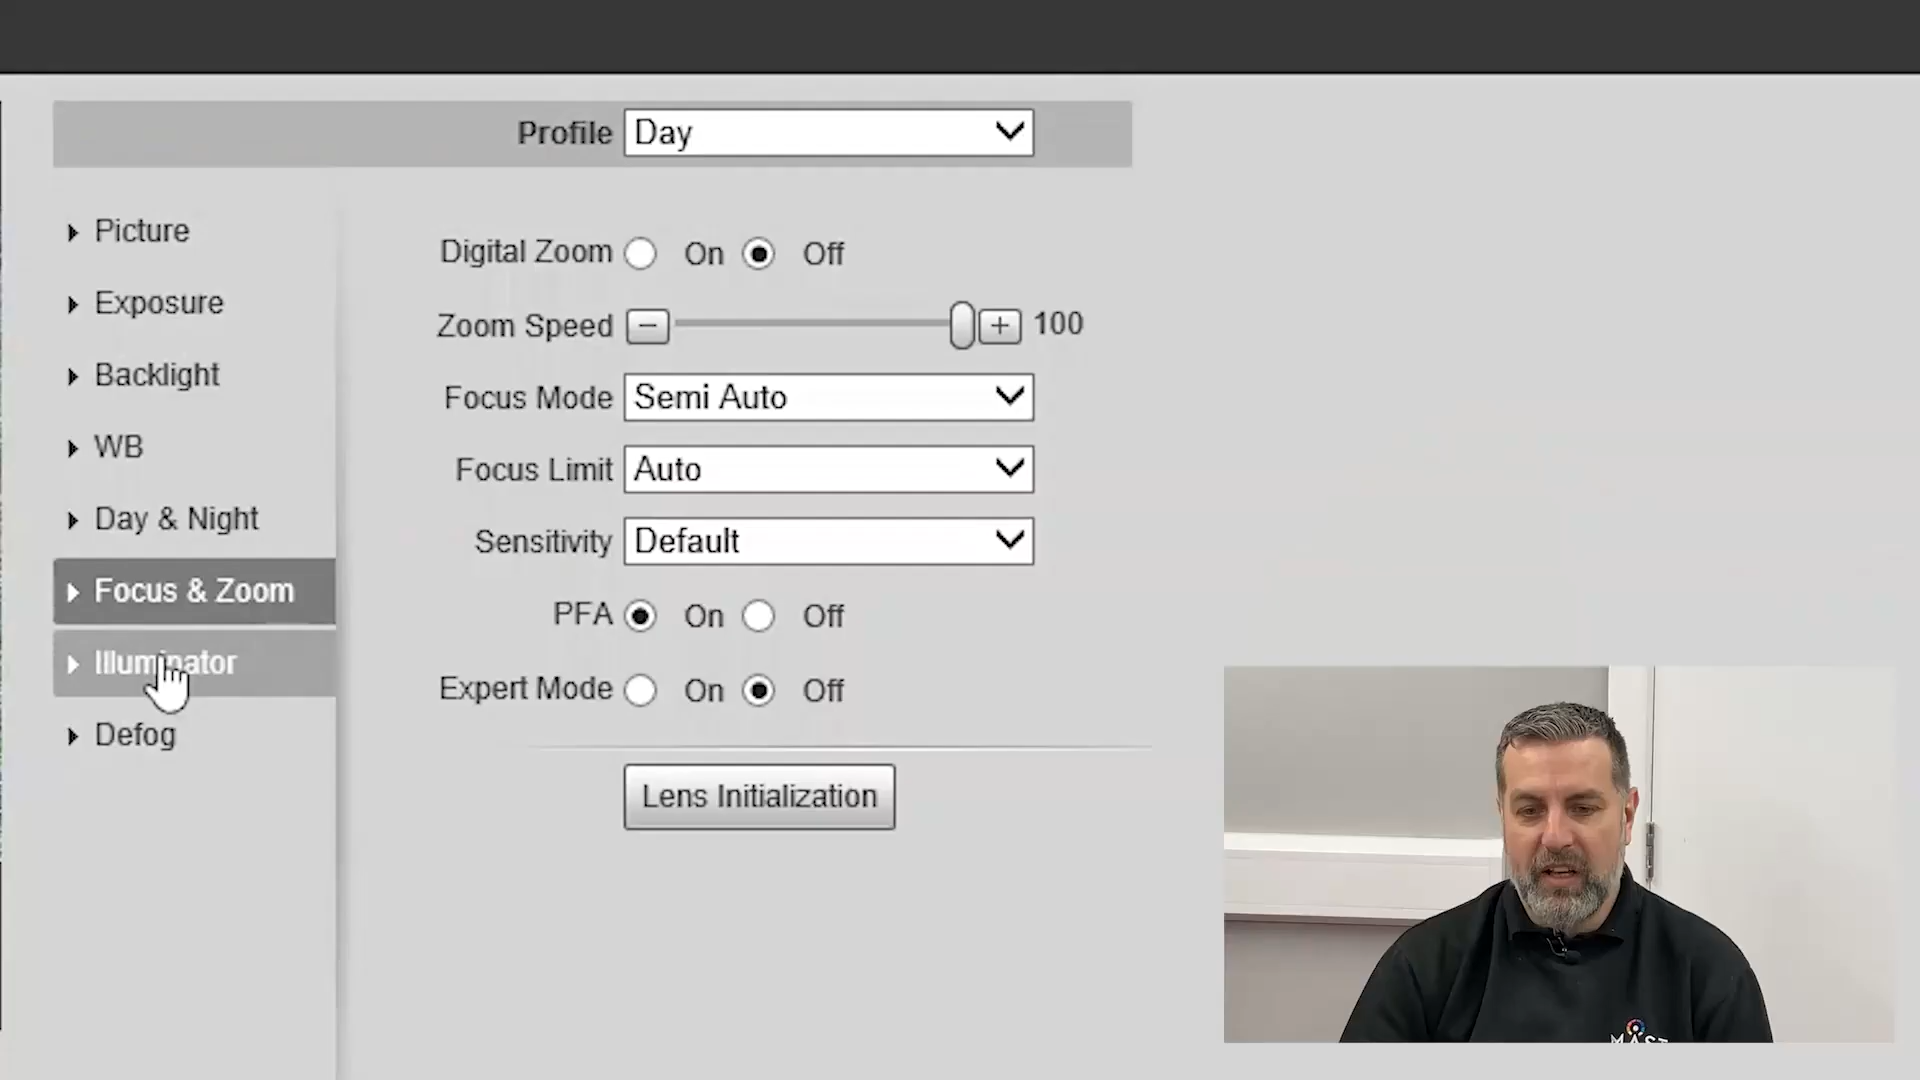 Profile Day
Picture
Exposure
Backlight
WB
Day & Night
Focus & Zoom
Illuminator
Defog
Digital Zoom On Off
Zoom Speed 100
Focus Mode Semi Auto
Focus Limit Auto
Sensitivity Default
PFA On Off
Expert Mode On Off
Lens Initialization
MAST